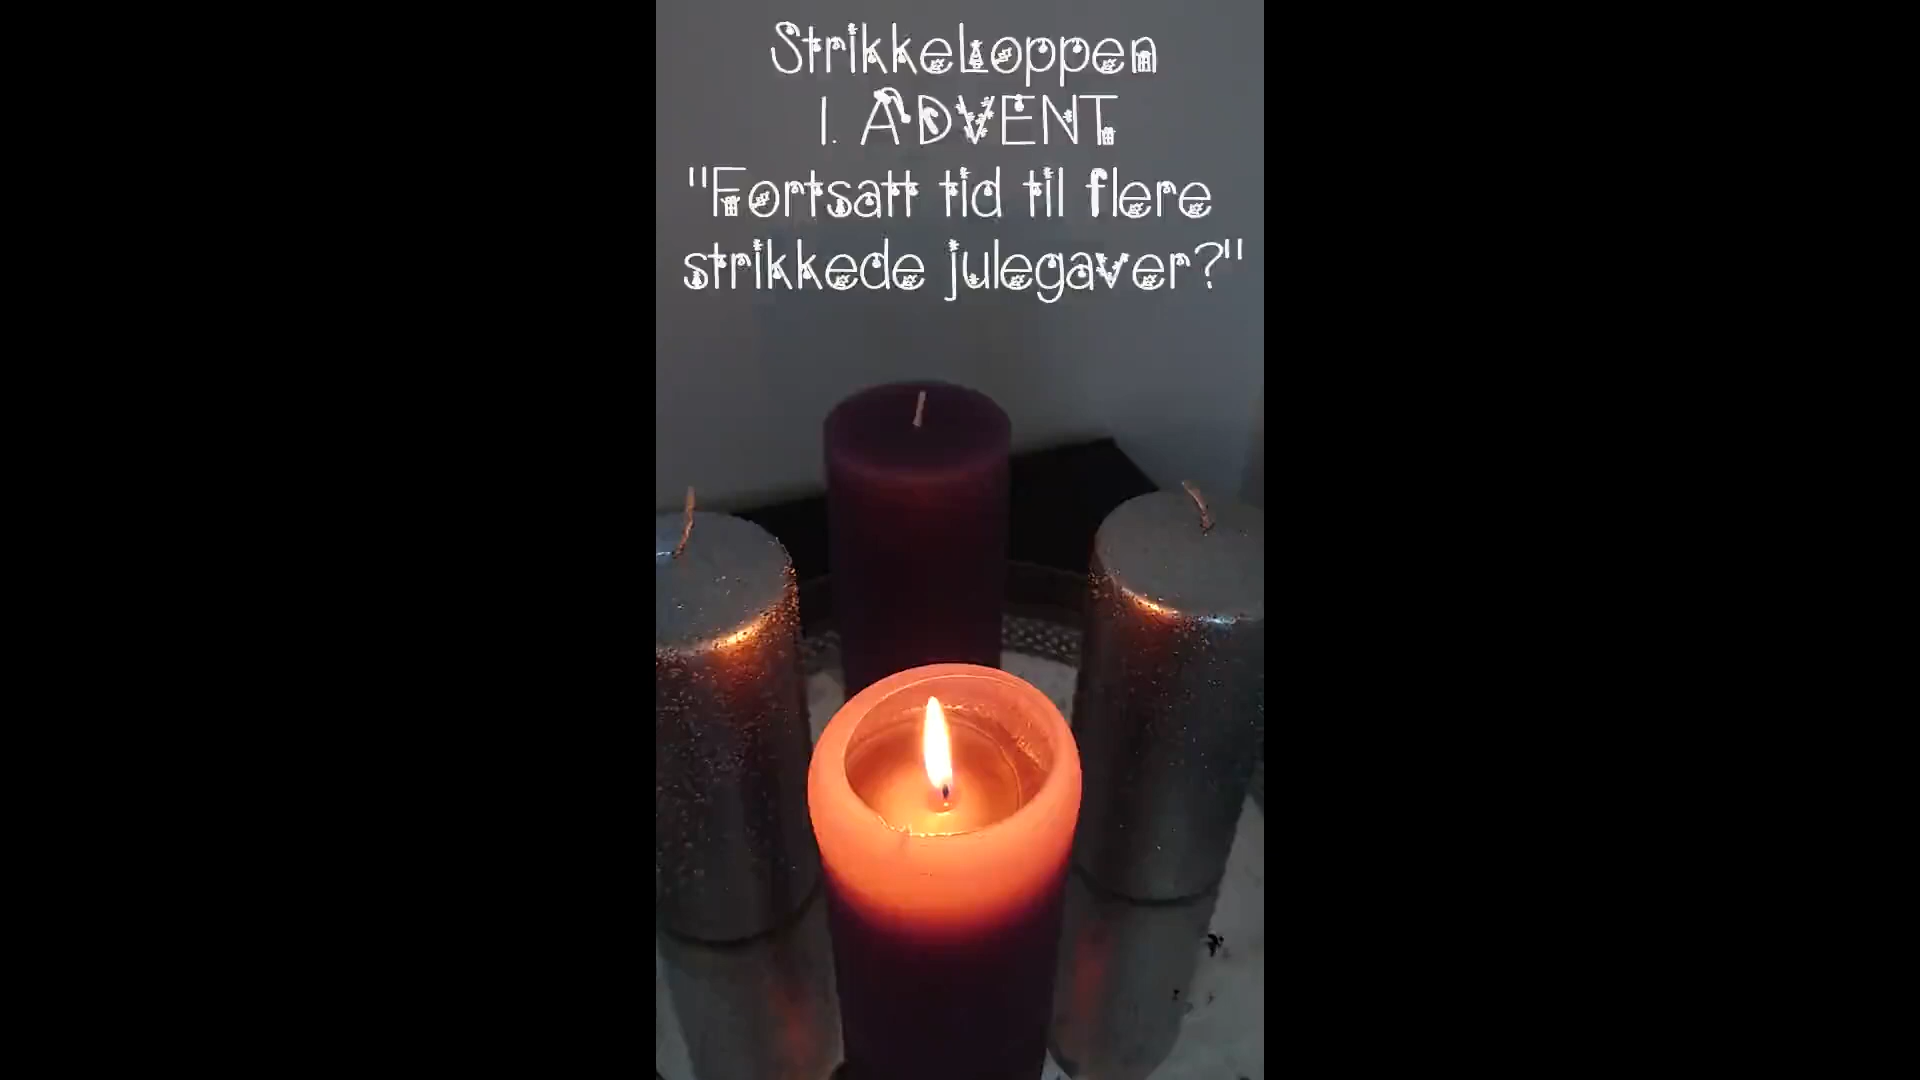 StrikkeLoppen
1. ADVENT
"Fortsatt tid til flere
strikkede julegaver?"